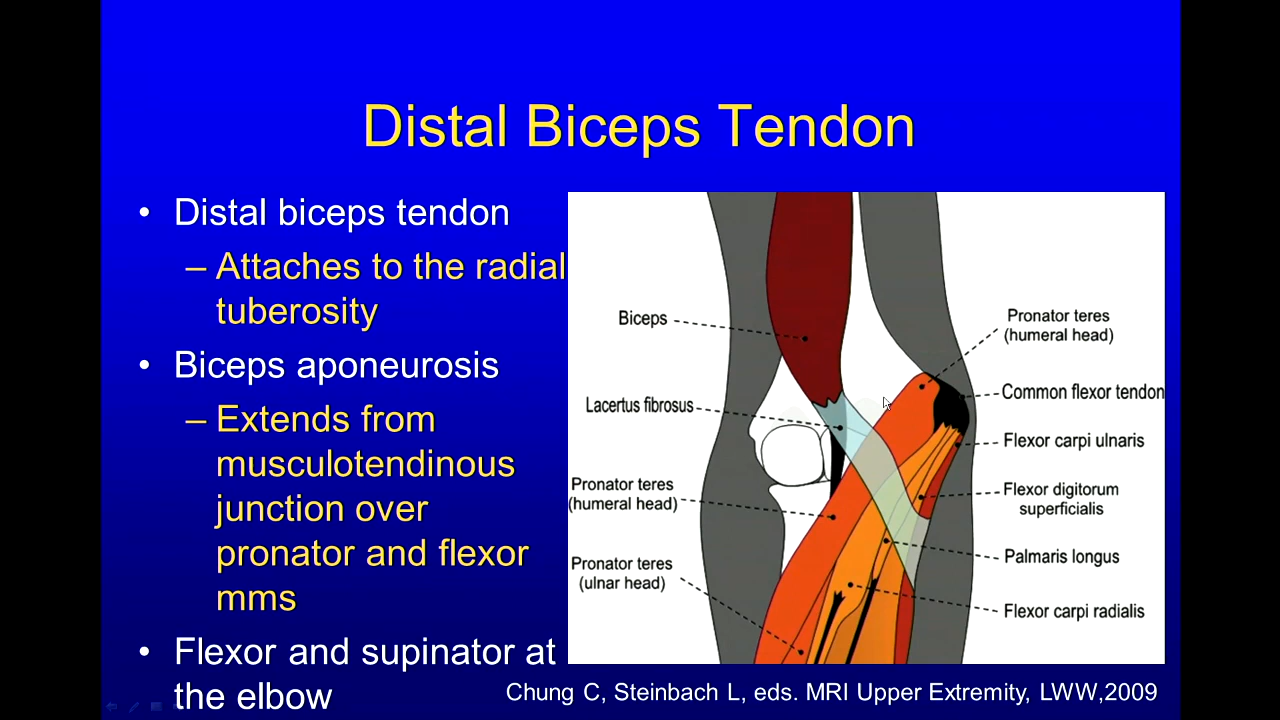 Distal Biceps Tendon
• Distal biceps tendon
– Attaches to the radial
tuberosity
• Biceps aponeurosis
– Extends from
musculotendinous
junction over
pronator and flexor
mms
• Flexor and supinator at
the elbow
Biceps
Lacertus fibrosus
Pronator teres
(humeral head)
Pronator teres
(ulnar head)
Pronator teres
(humeral head)
Common flexor tendon
Flexor carpi ulnaris
Flexor digitorum
superficialis
Palmaris longus
Flexor carpi radialis
Chung C, Steinbach L, eds. MRI Upper Extremity, LWW,2009